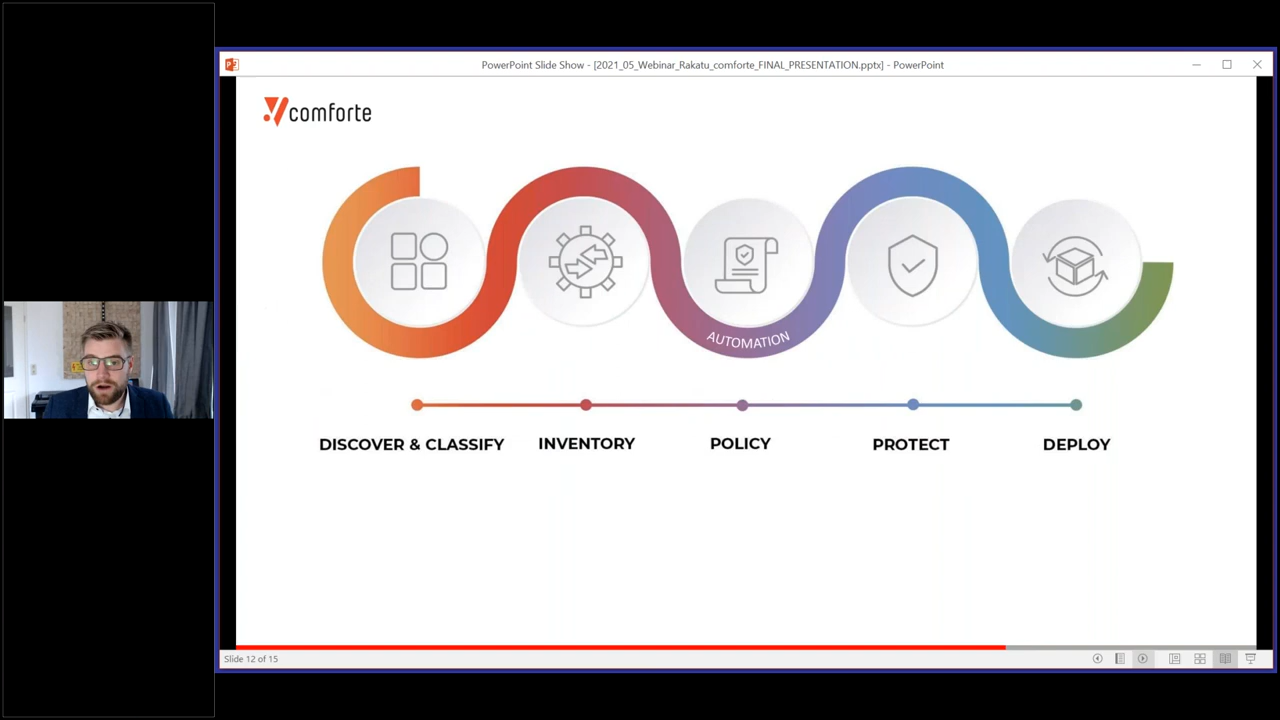 PowerPoint Slide Show - [2021_05_Webinar_Rakatu_comforte_FINAL_PRESENTATION.pptx] - PowerPoint
comforte
AUTOMATION
DISCOVER & CLASSIFY
INVENTORY
POLICY
PROTECT
DEPLOY
Slide 12 of 15